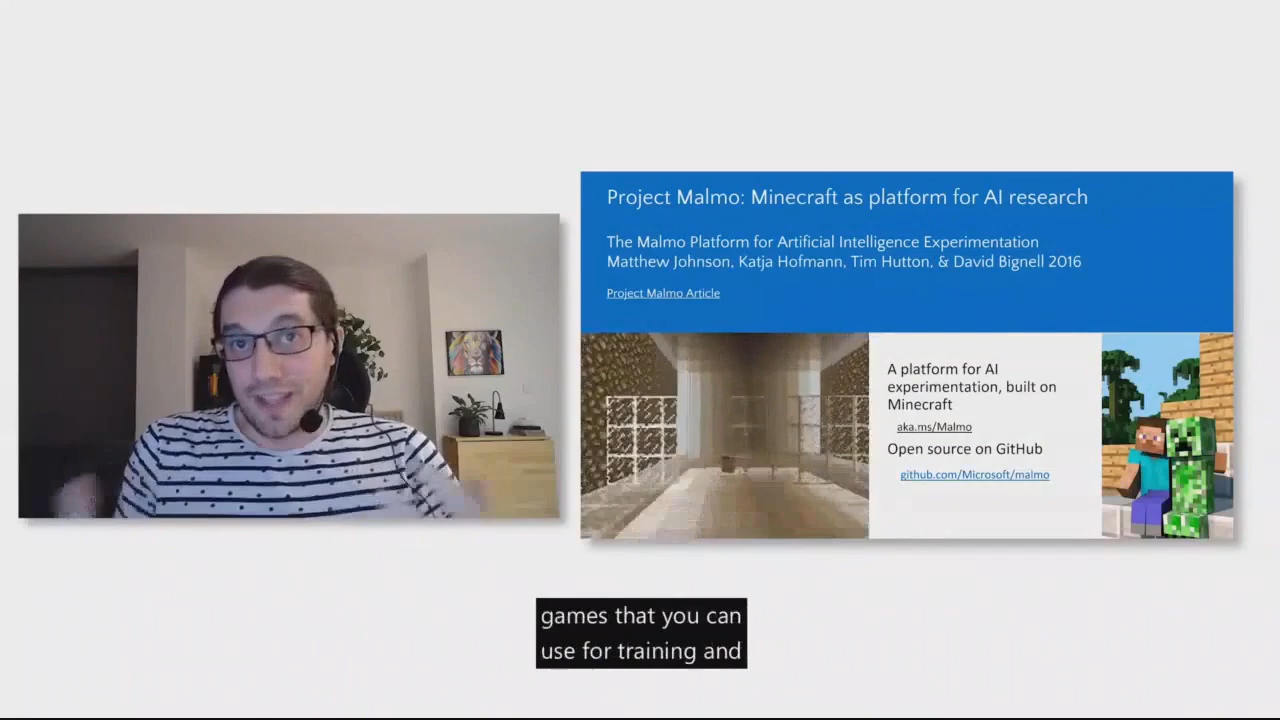 Project Malmo: Minecraft as platform for AI research
The Malmo Platform for Artificial Intelligence Experimentation
Matthew Johnson, Katja Hofmann, Tim Hutton, & David Bignell 2016
Project Malmo Article
A platform for AI
experimentation, built on
Minecraft
aka.ms/Malmo
Open source on GitHub
github.com/Microsoft/malmo
games that you can
use for training and